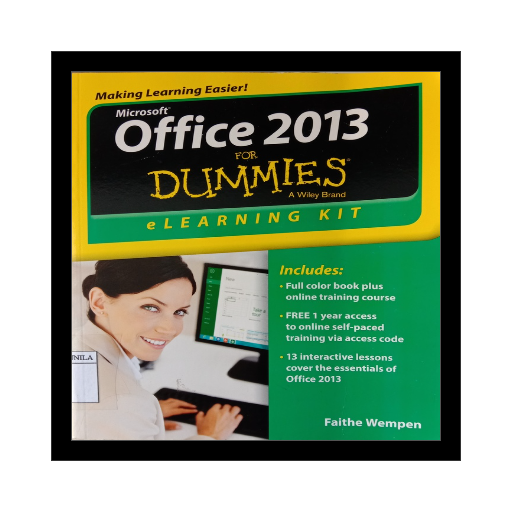 Making Learning Easier!
Microsoft®
Office 2013
FOR
DUMMIES®
A Wiley Brand
eLEARNING KIT
Includes:
• Full color book plus
online training course
• FREE 1 year access
to online self-paced
training via access code
• 13 interactive lessons
cover the essentials of
Office 2013
NILA
Faithe Wempen